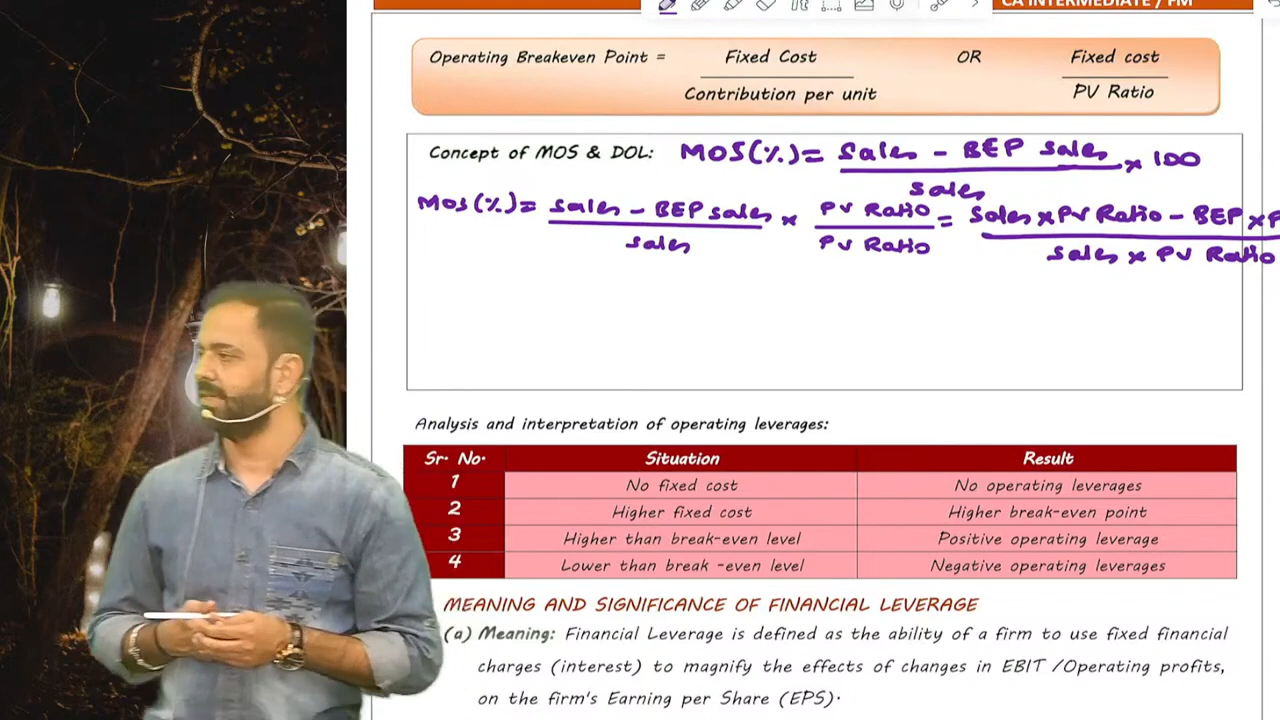 CA INTERMEDIATE / FM
Operating Breakeven Point = Fixed Cost / Contribution per unit OR Fixed cost / PV Ratio
Concept of MOS & DOL: MOS(%) = Sales - BEP Sales / Sales × 100
MOS(%) = Sales - BEP Sales / Sales × PV Ratio / PV Ratio = Sales × PV Ratio - BEP × / Sales × PV Ratio
Analysis and interpretation of operating leverages:
Sr. No. Situation Result
1 No fixed cost No operating leverages
2 Higher fixed cost Higher break-even point
3 Higher than break-even level Positive operating leverage
4 Lower than break -even level Negative operating leverages
MEANING AND SIGNIFICANCE OF FINANCIAL LEVERAGE
(a) Meaning: Financial Leverage is defined as the ability of a firm to use fixed financial
charges (interest) to magnify the effects of changes in EBIT /Operating profits,
on the firm's Earning per Share (EPS).